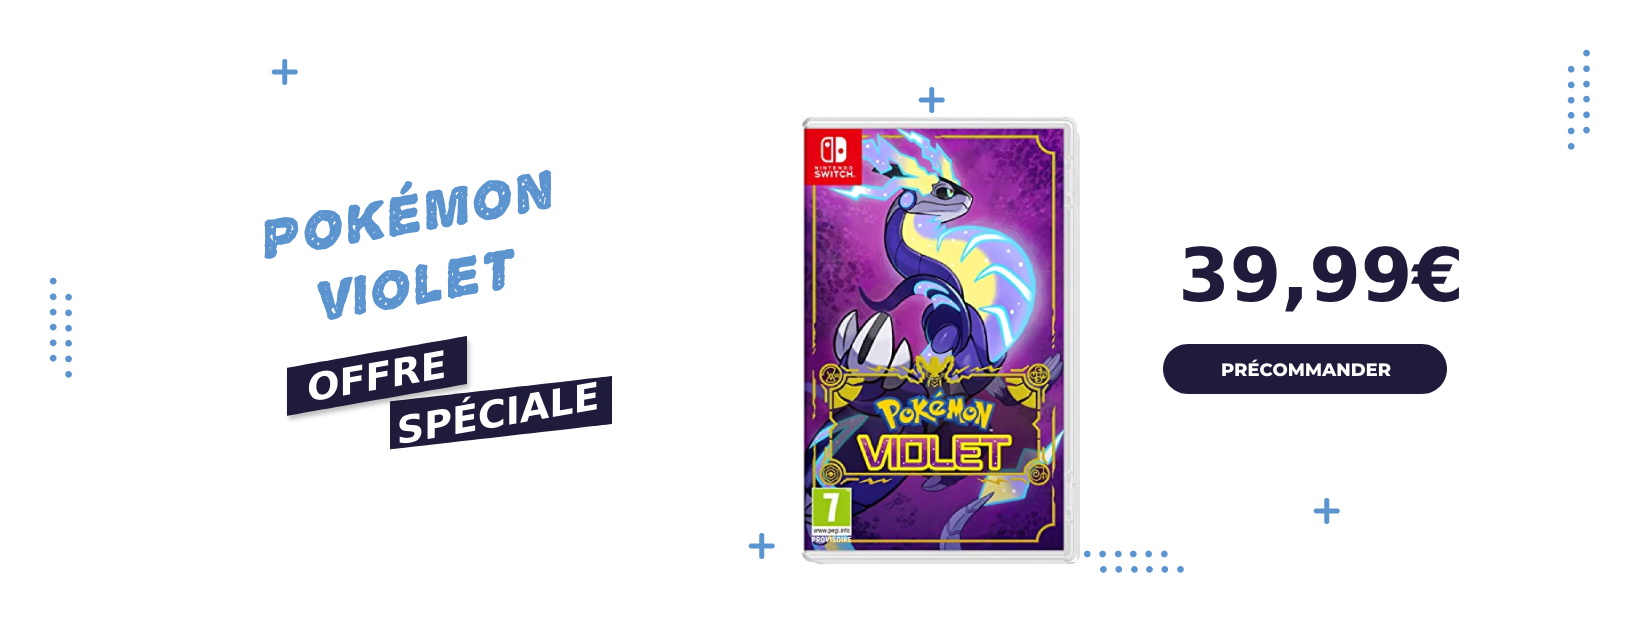 POKÉMON
VIOLET
OFFRE
SPÉCIALE
NINTENDO
SWITCH
POKéMON
VIOLET
7
www.pegi.info
PROVISOIRE
39,99€
PRÉCOMMANDER